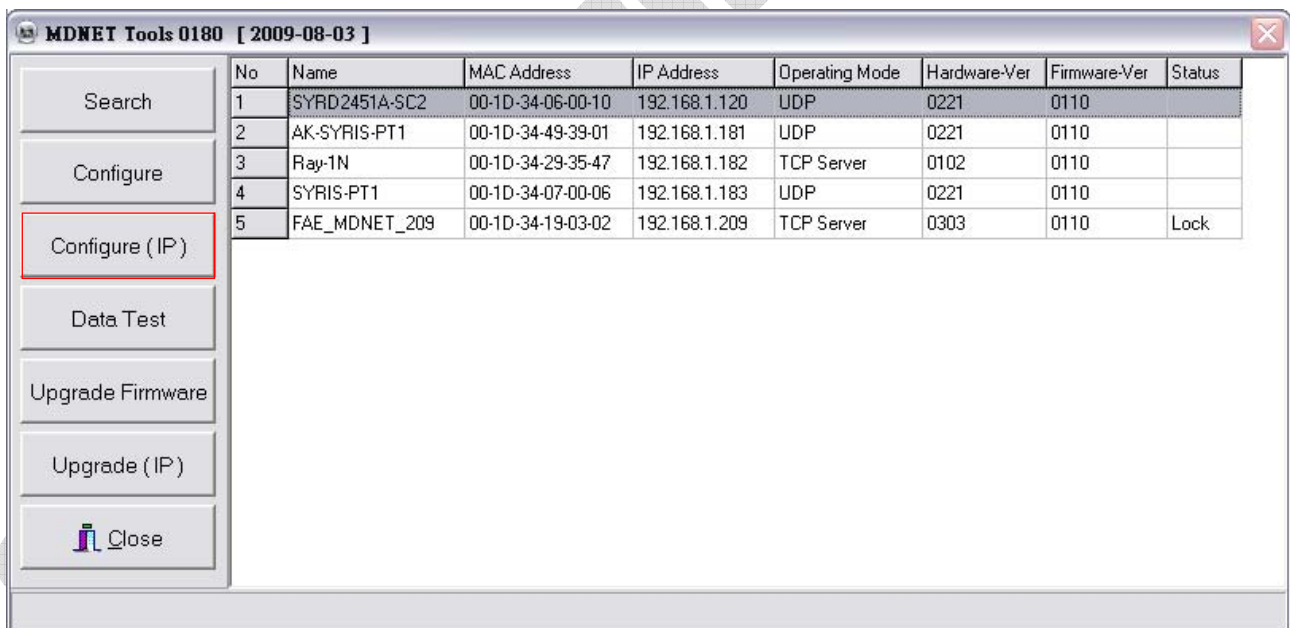 MDNET Tools 0180 [ 2009-08-03 ]
Search
Configure
Configure ( IP )
Data Test
Upgrade Firmware
Upgrade ( IP )
Close
No Name MAC Address IP Address Operating Mode Hardware-Ver Firmware-Ver Status
1 SYRD2451A-SC2 00-1D-34-06-00-10 192.168.1.120 UDP 0221 0110
2 AK-SYRIS-PT1 00-1D-34-49-39-01 192.168.1.181 UDP 0221 0110
3 Ray-1N 00-1D-34-29-35-47 192.168.1.182 TCP Server 0102 0110
4 SYRIS-PT1 00-1D-34-07-00-06 192.168.1.183 UDP 0221 0110
5 FAE_MDNET_209 00-1D-34-19-03-02 192.168.1.209 TCP Server 0303 0110 Lock